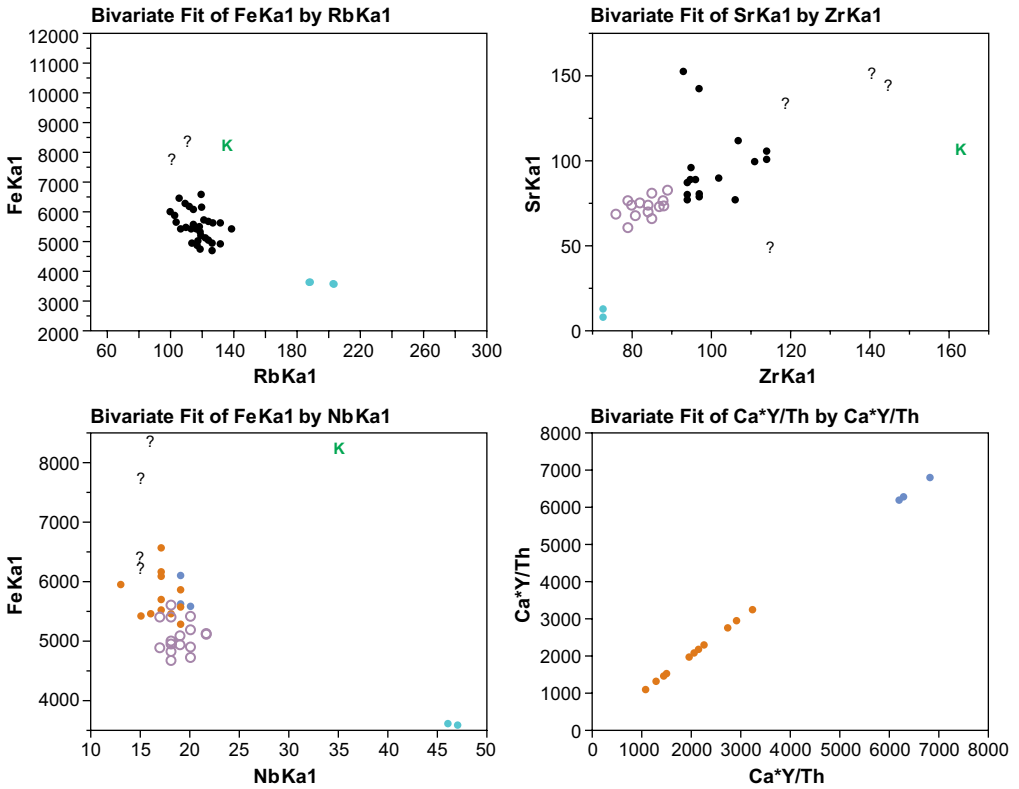 Bivariate Fit of FeKa1 by RbKa1
12000
11000
10000
9000
8000
7000
6000
5000
4000
3000
2000
FeKa1
?
?
K
60 100 140 180 220 260 300
RbKa1
Bivariate Fit of SrKa1 by ZrKa1
150
100
50
0
SrKa1
?
?
?
K
?
80 100 120 140 160
ZrKa1
Bivariate Fit of FeKa1 by NbKa1
8000
7000
6000
5000
4000
FeKa1
?
K
?
?
?
10 15 20 25 30 35 40 45 50
NbKa1
Bivariate Fit of Ca*Y/Th by Ca*Y/Th
8000
7000
6000
5000
4000
3000
2000
1000
0
Ca*Y/Th
0 1000 2000 3000 4000 5000 6000 7000 8000
Ca*Y/Th